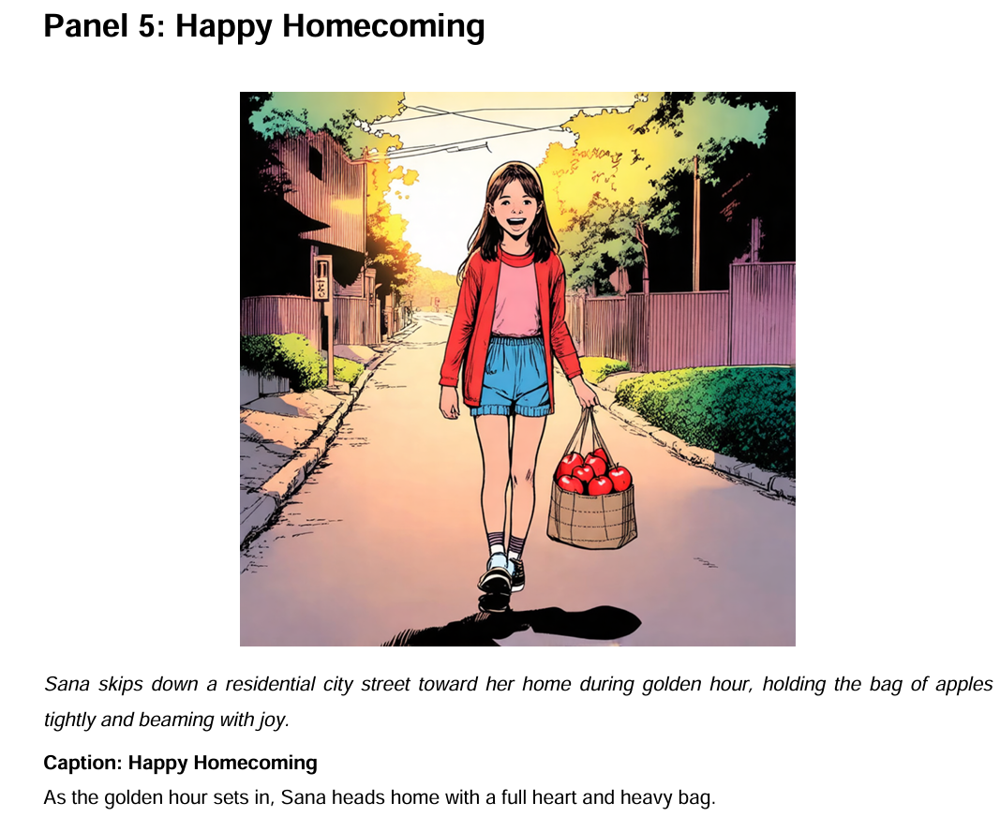 Panel 5: Happy Homecoming
Sana skips down a residential city street toward her home during golden hour, holding the bag of apples
tightly and beaming with joy.
Caption: Happy Homecoming
As the golden hour sets in, Sana heads home with a full heart and heavy bag.